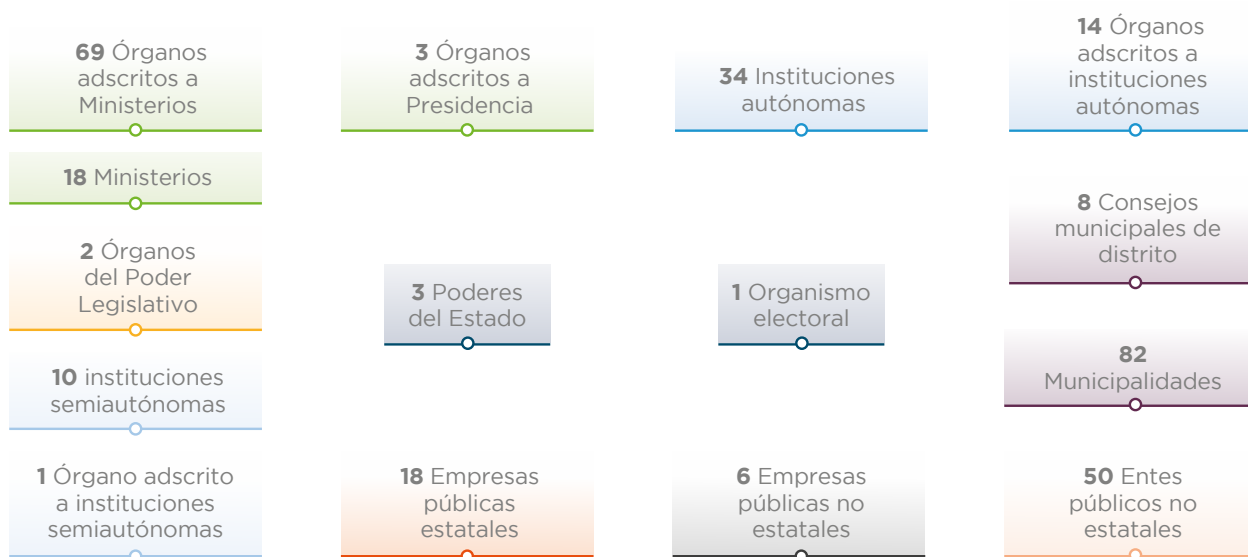 69 Órganos
adscritos a
Ministerios
3 Órganos
adscritos a
Presidencia
34 Instituciones
autónomas
14 Órganos
adscritos a
instituciones
autónomas
18 Ministerios
8 Consejos
municipales de
distrito
2 Órganos
del Poder
Legislativo
3 Poderes
del Estado
1 Organismo
electoral
82
Municipalidades
10 instituciones
semiautónomas
1 Órgano adscrito
a instituciones
semiautónomas
18 Empresas
públicas
estatales
6 Empresas
públicas no
estatales
50 Entes
públicos no
estatales